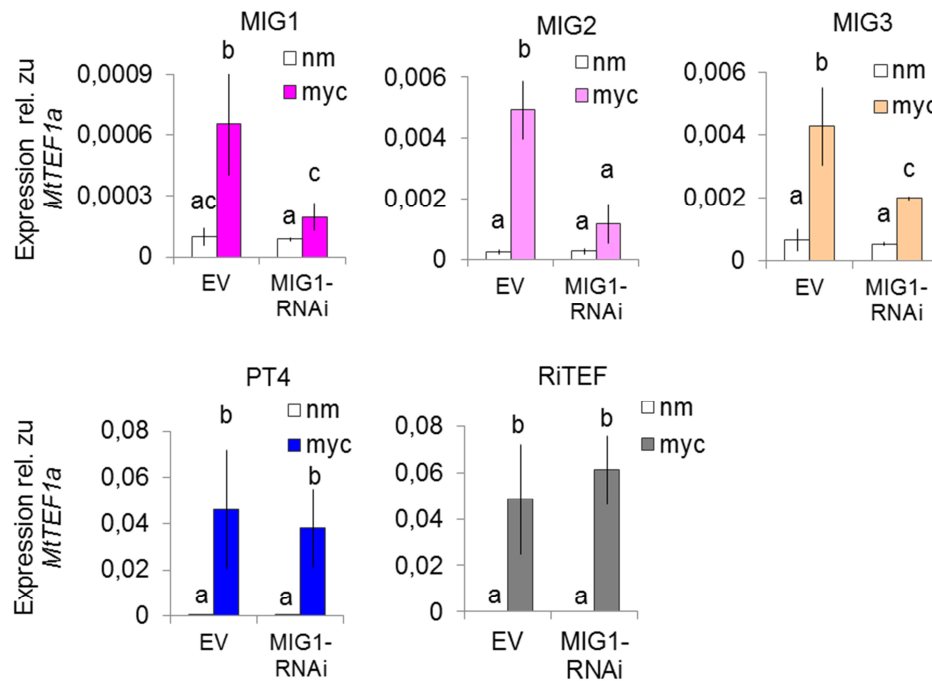 MIG1
nm
myc
b
0,0009
0,0006
0,0003
0
ac
a
c
EV
MIG1-
RNAi
Expression rel. zu
MtTEF1a
MIG2
nm
myc
b
0,006
0,004
0,002
0
a
a
a
EV
MIG1-
RNAi
MIG3
nm
myc
b
0,006
0,004
0,002
0
a
a
c
EV
MIG1-
RNAi
PT4
nm
myc
b
b
0,08
0,06
0,04
0,02
0
a
a
EV
MIG1-
RNAi
Expression rel. zu
MtTEF1a
RiTEF
nm
myc
b
b
0,08
0,06
0,04
0,02
0
a
a
EV
MIG1-
RNAi